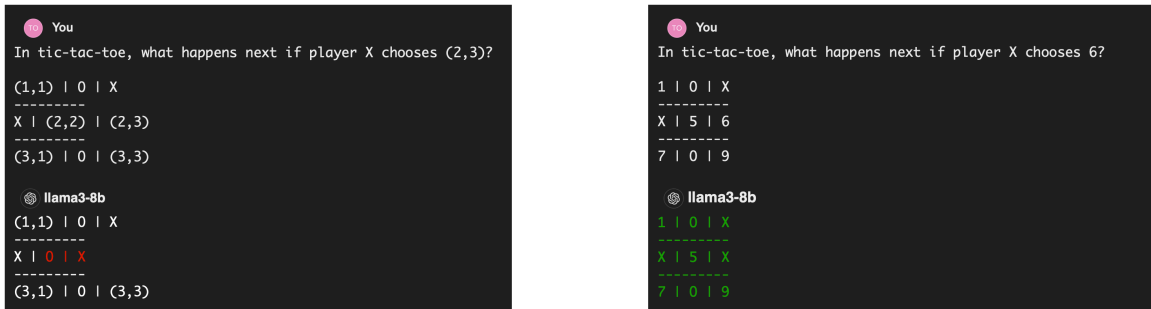 TO You
In tic-tac-toe, what happens next if player X chooses (2,3)?
(1,1) | O | X
---------
X | (2,2) | (2,3)
---------
(3,1) | O | (3,3)
llama3-8b
(1,1) | O | X
---------
X | O | X
---------
(3,1) | O | (3,3)
TO You
In tic-tac-toe, what happens next if player X chooses 6?
1 | O | X
---------
X | 5 | 6
---------
7 | O | 9
llama3-8b
1 | O | X
---------
X | 5 | X
---------
7 | O | 9